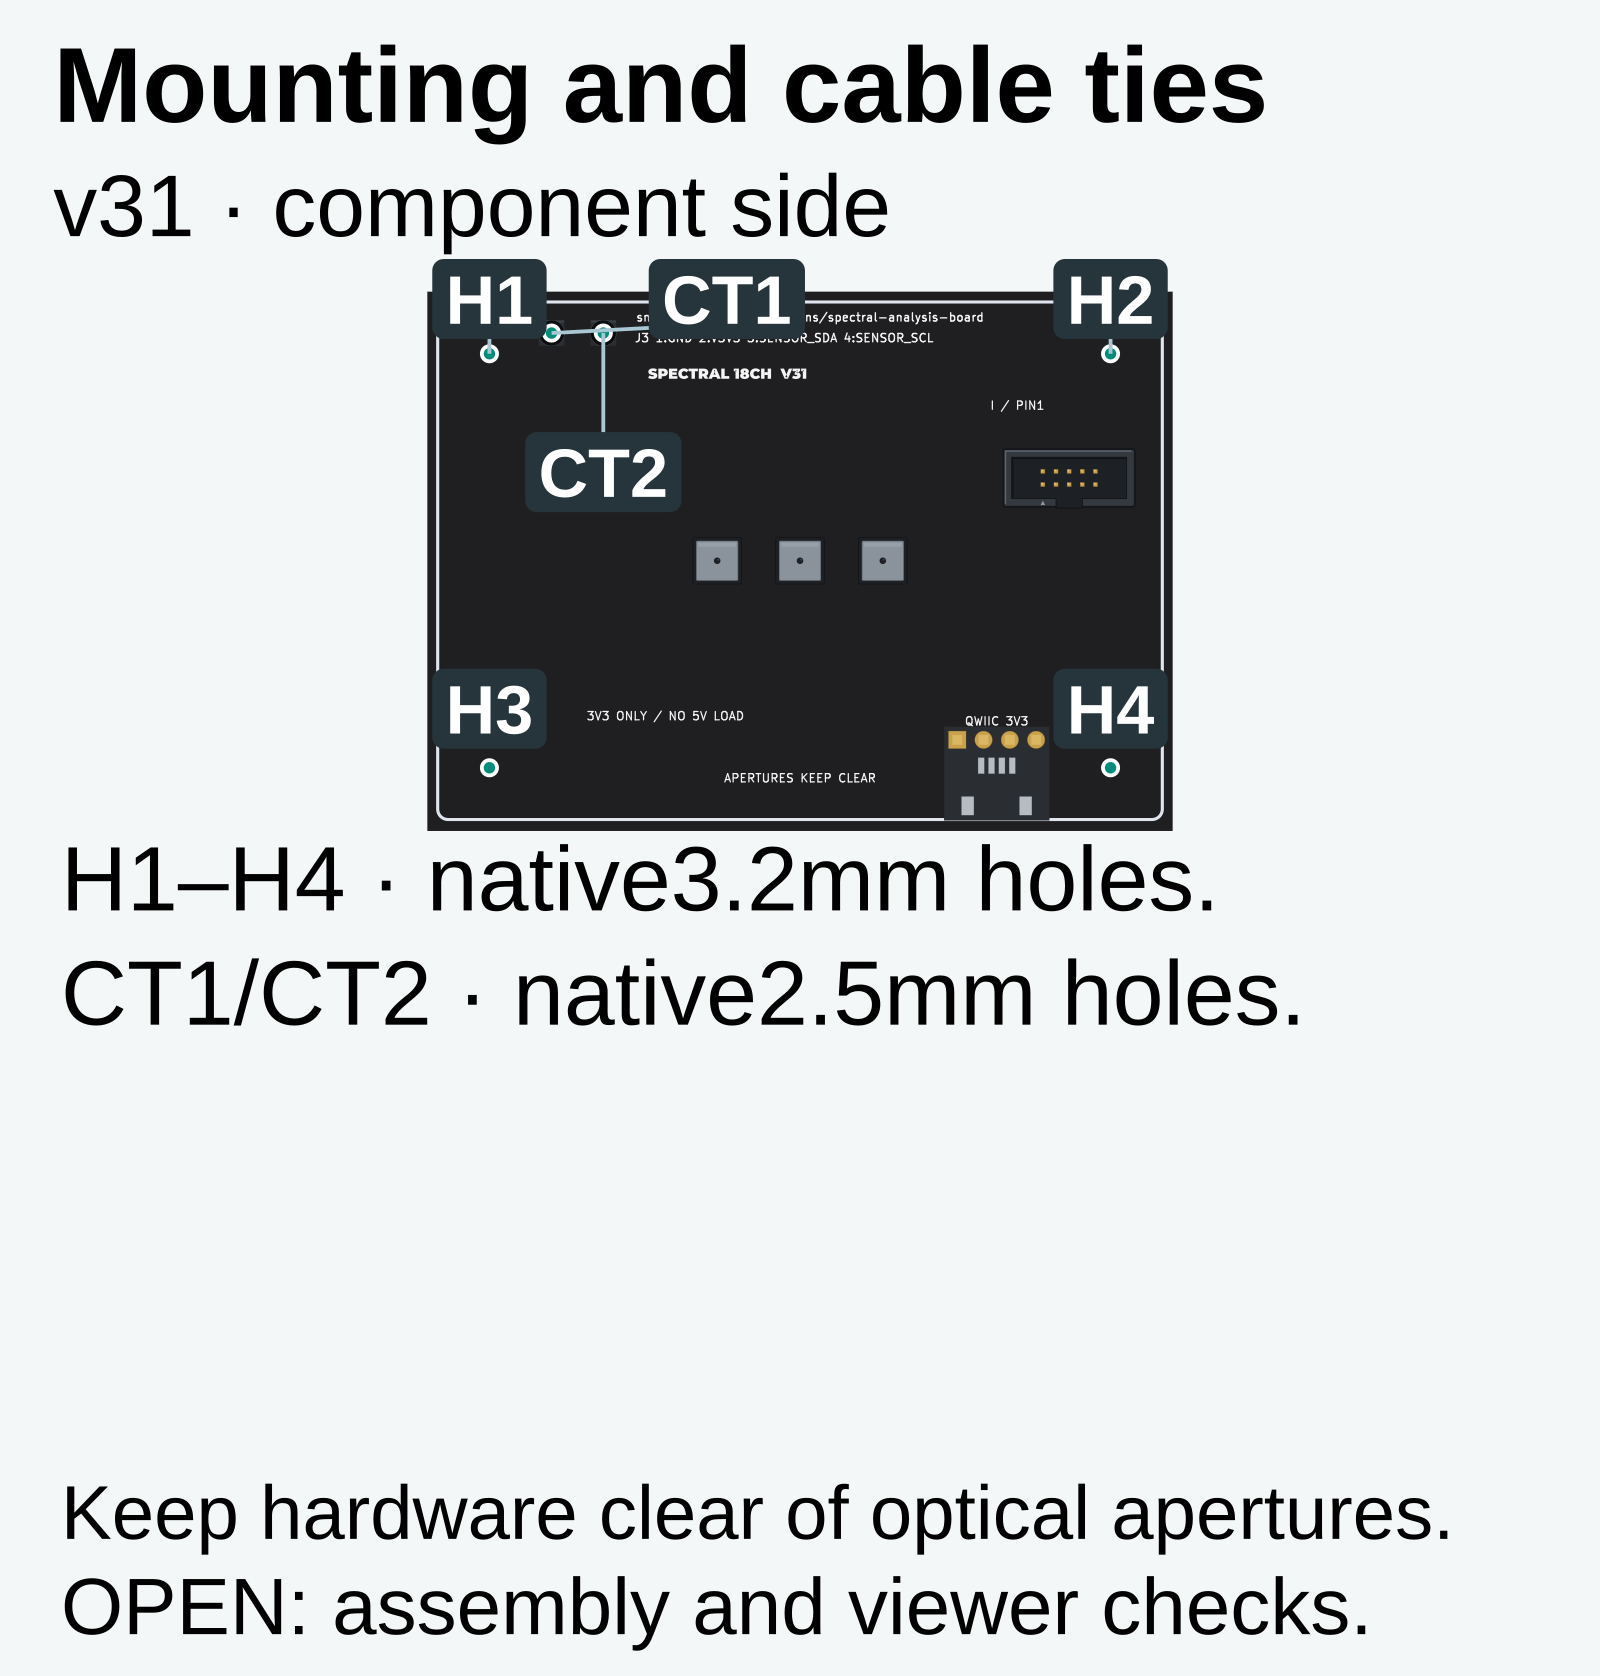 Mounting and cable ties
v31 · component side
H1
CT1
H2
ns/spectral-analysis-board
J3 SENSOR_SDA 4:SENSOR_SCL
SPECTRAL 18CH V31
I / PIN1
CT2
H3
H4
3V3 ONLY / NO 5V LOAD
QWIIC 3V3
APERTURES KEEP CLEAR
H1–H4 · native3.2mm holes.
CT1/CT2 · native2.5mm holes.
Keep hardware clear of optical apertures.
OPEN: assembly and viewer checks.